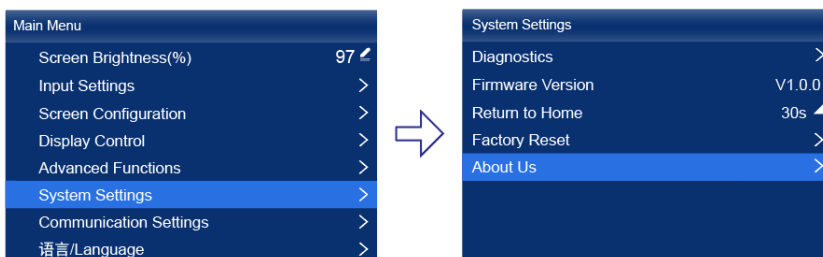 Main Menu
Screen Brightness(%) 97
Input Settings
Screen Configuration
Display Control
Advanced Functions
System Settings
Communication Settings
语言/Language
System Settings
Diagnostics
Firmware Version V1.0.0
Return to Home 30s
Factory Reset
About Us